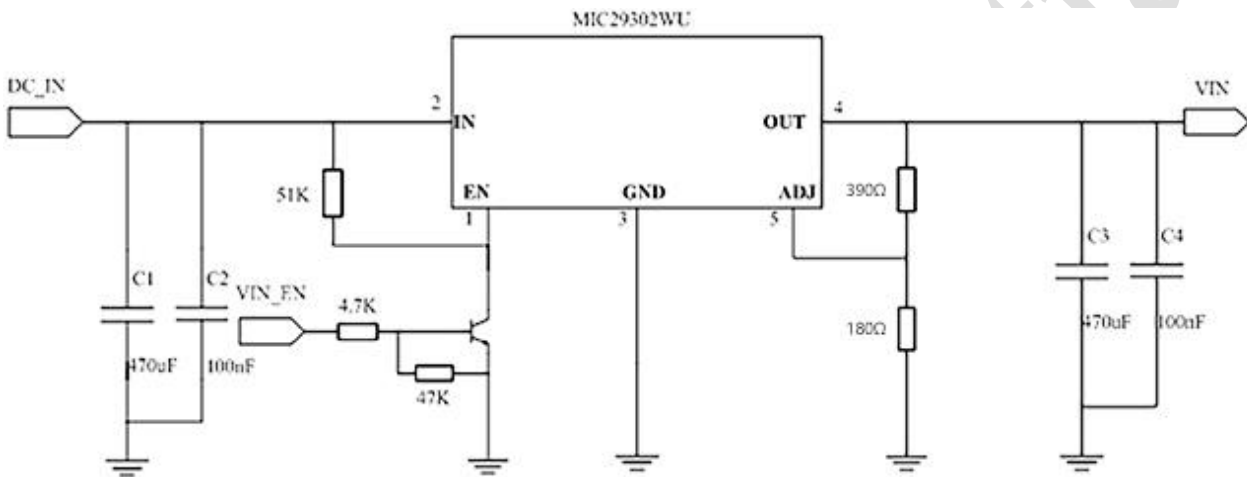 MIC29302WU
DC_IN
2
IN
OUT
4
VIN
51K
EN
GND
ADJ
1
3
5
390Ω
C1
C2
VIN_EN
4.7K
C3
C4
180Ω
470uF
100nF
47K
470uF
100nF